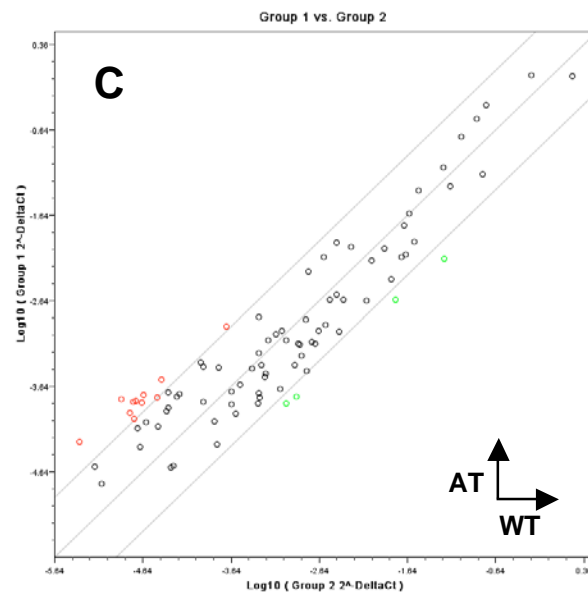 Group 1 vs. Group 2
C
Log10 ( Group 1 2^-DeltaCt )
0.36
-0.64
-1.64
-2.64
-3.64
-4.64
AT
WT
-5.64 -4.64 -3.64 -2.64 -1.64 -0.64 0.36
Log10 ( Group 2 2^-DeltaCt )